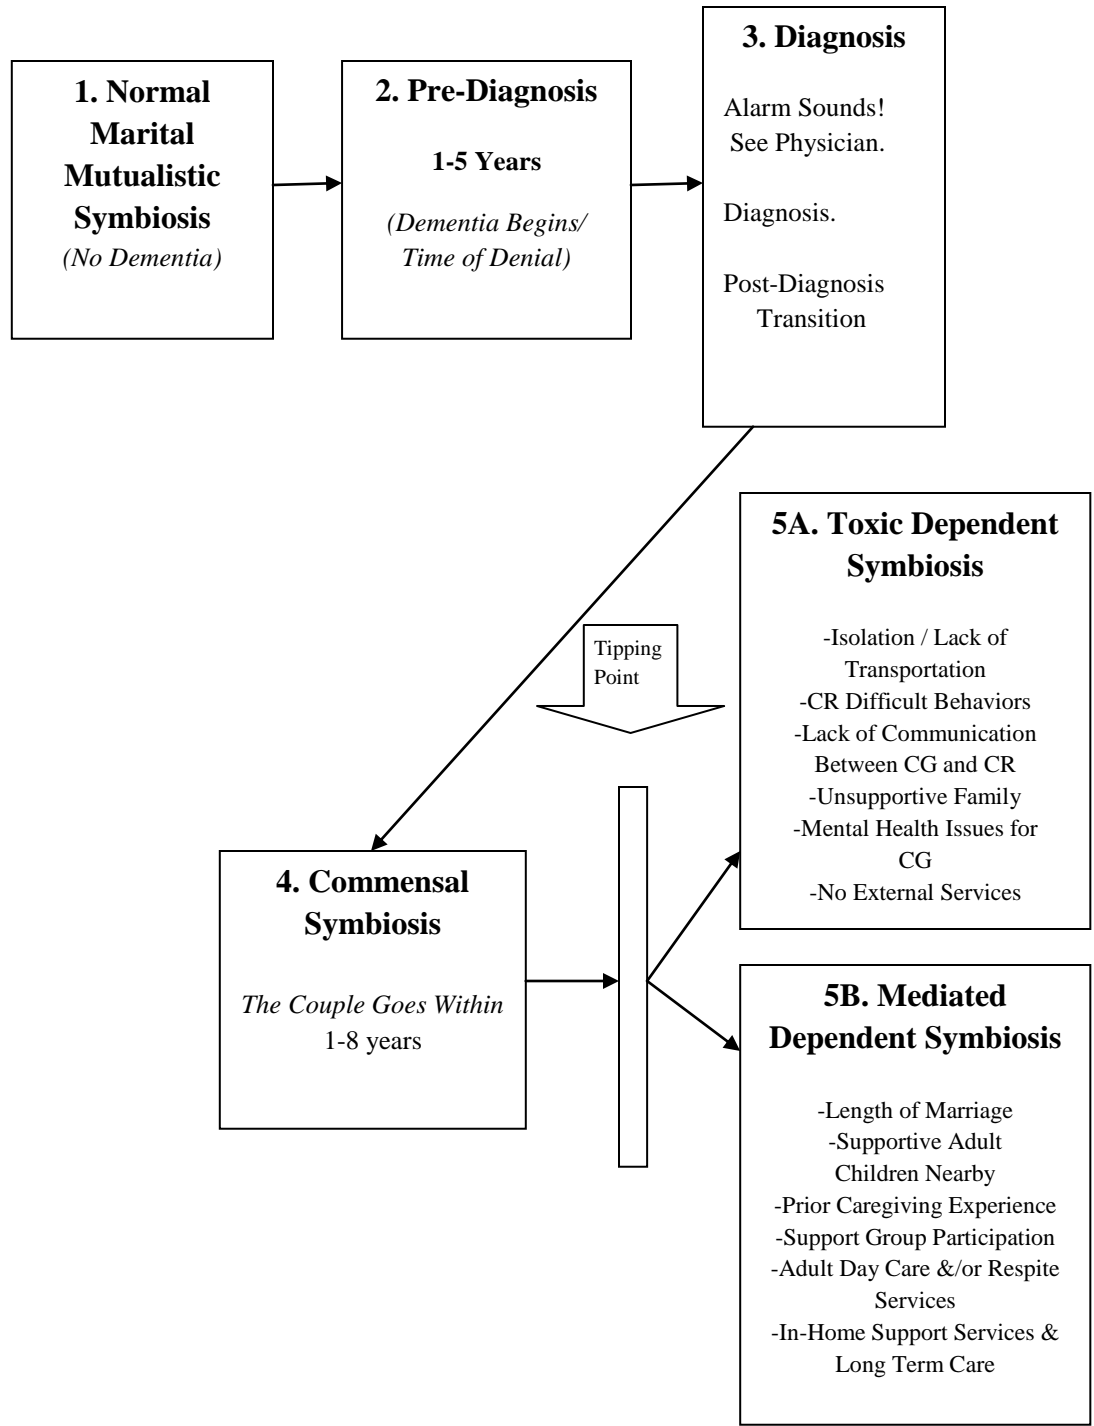 1. Normal
Marital
Mutualistic
Symbiosis
(No Dementia)
2. Pre-Diagnosis
1-5 Years
(Dementia Begins/
Time of Denial)
3. Diagnosis
Alarm Sounds!
See Physician.
Diagnosis.
Post-Diagnosis
Transition
Tipping
Point
4. Commensal
Symbiosis
The Couple Goes Within
1-8 years
5A. Toxic Dependent
Symbiosis
-Isolation / Lack of
Transportation
-CR Difficult Behaviors
-Lack of Communication
Between CG and CR
-Unsupportive Family
-Mental Health Issues for
CG
-No External Services
5B. Mediated
Dependent Symbiosis
-Length of Marriage
-Supportive Adult
Children Nearby
-Prior Caregiving Experience
-Support Group Participation
-Adult Day Care &/or Respite
Services
-In-Home Support Services &
Long Term Care